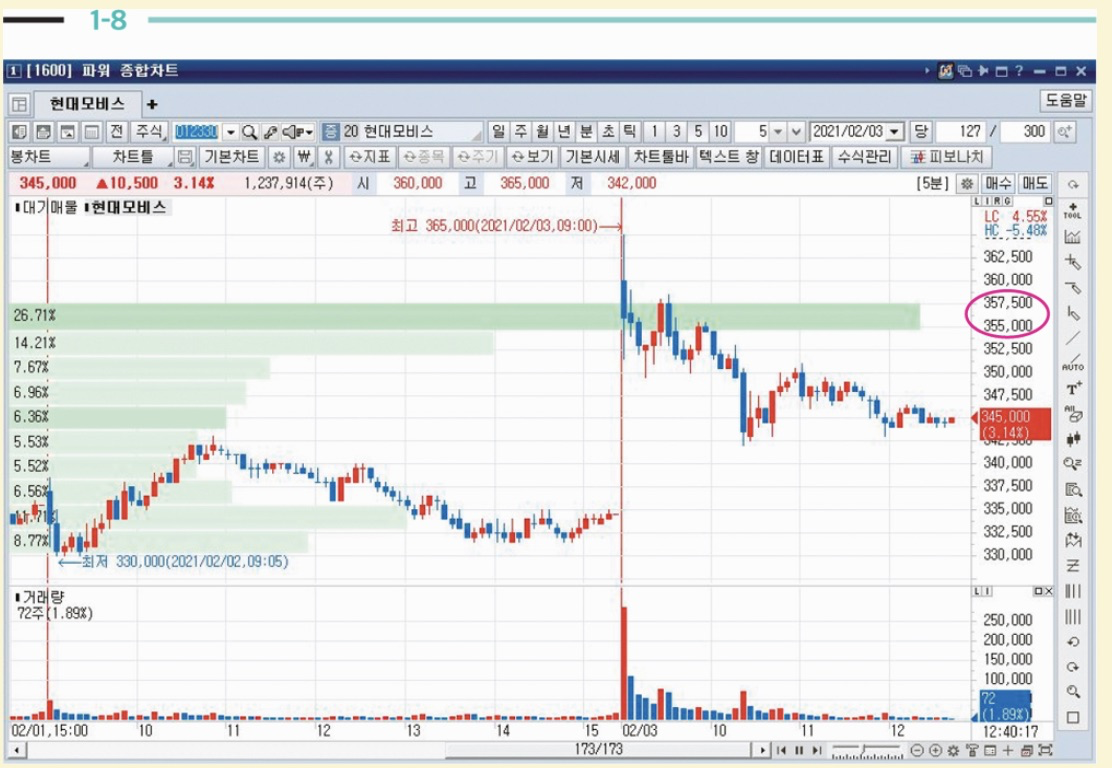 1-8
1 [1600] 파워 종합차트
현대모비스 + 도움말
전 주식 012330 증 20 현대모비스 일 주 월 년 분 초 틱 1 3 5 10 5 2021/02/03 당 127 / 300
봉차트 차트틀 기본차트 ₩ 지표 종목 주기 보기 기본시세 차트툴바 텍스트 창 데이터표 수식관리 피보나치
345,000 ▲10,500 3.14% 1,237,914(주) 시 360,000 고 365,000 저 342,000 [5분] 매수 매도
대기매물 현대모비스
L I R G
LC 4.55%
HC -5.48%
최고 365,000(2021/02/03,09:00)→
TOOL
362,500
360,000
357,500
26.71%
355,000
14.21%
352,500
7.67%
350,000
AUTO
6.96%
347,500
6.36%
345,000
(3.14%)
5.53%
5.52%
340,000
6.56%
337,500
11.71%
335,000
8.77%
332,500
←최저 330,000(2021/02/02,09:05)
330,000
거래량
L I
72주(1.89%)
250,000
200,000
150,000
100,000
72
(1.89%)
02/01,15:00 10 11 12 13 14 15 02/03 10 11 12 12:40:17
173/173